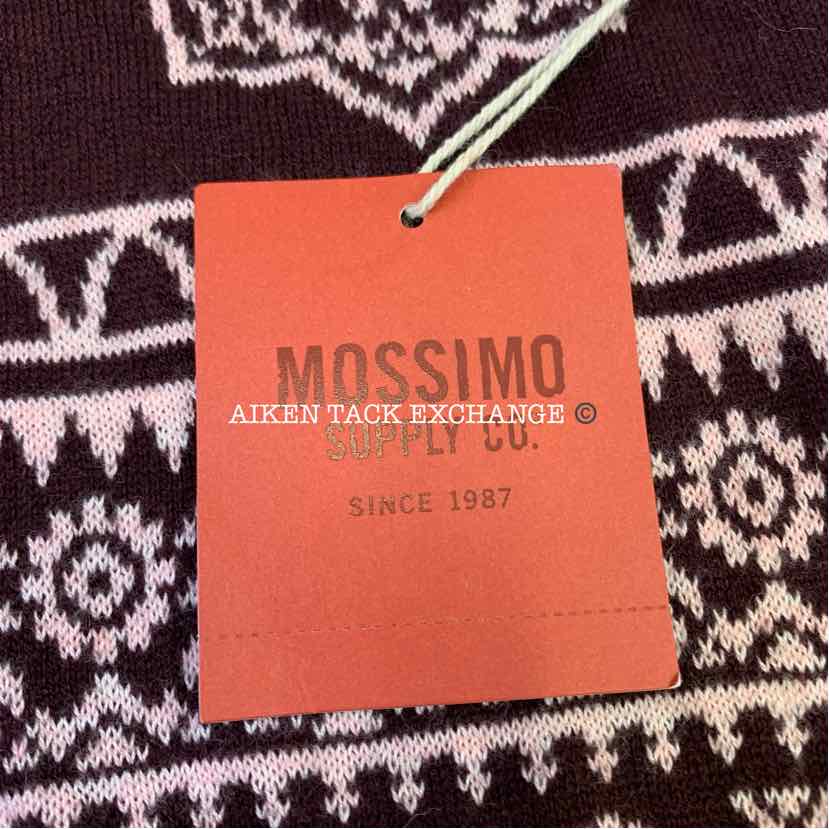 MOSSIMO
AIKEN TACK EXCHANGE ©
SUPPLY CO.
SINCE 1987